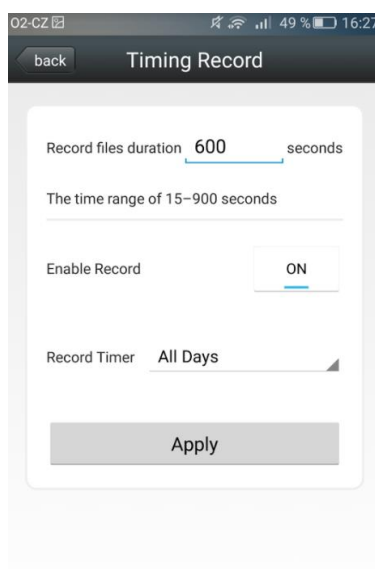 O2-CZ 49 % 16:27
back Timing Record
Record files duration 600 seconds
The time range of 15-900 seconds
Enable Record ON
Record Timer All Days
Apply